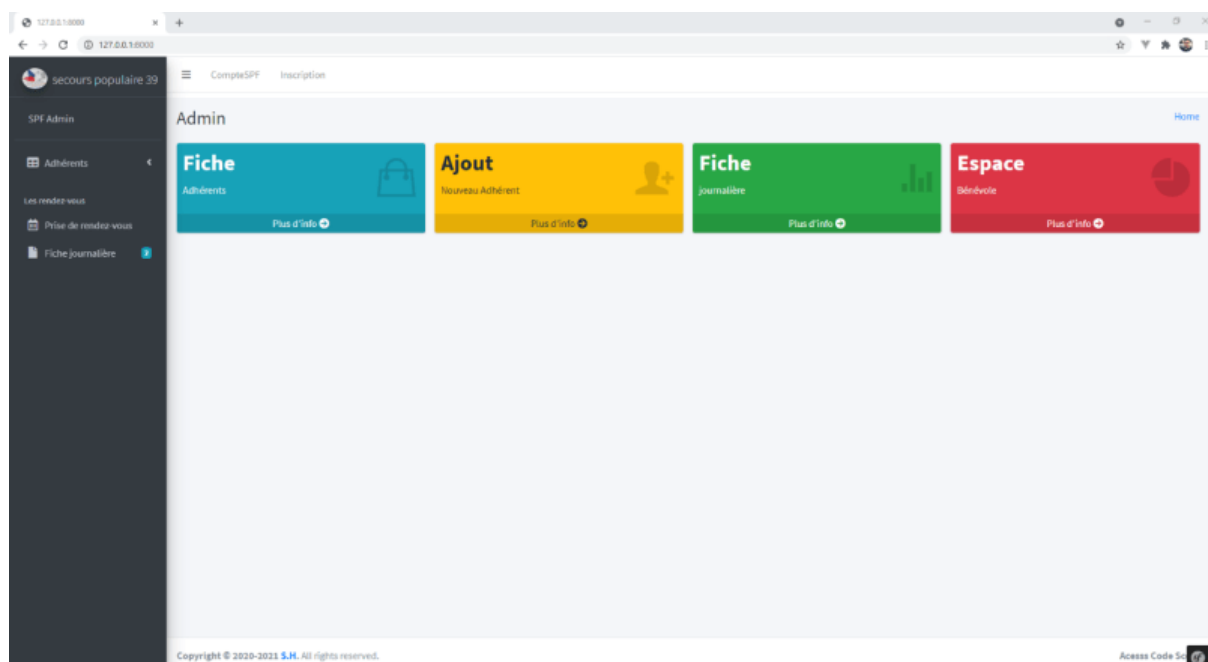 127.0.0.1:8000
127.0.0.1:8000
secours populaire 39
CompteSPF Inscription
SPF Admin
Admin
Home
Adhérents
Les rendez-vous
Prise de rendez-vous
Fiche journalière 3
Fiche
Adhérents
Plus d'info
Ajout
Nouveau Adhérent
Plus d'info
Fiche
journalière
Plus d'info
Espace
Bénévole
Plus d'info
Copyright © 2020-2021 S.H. All rights reserved.
Acesss Code